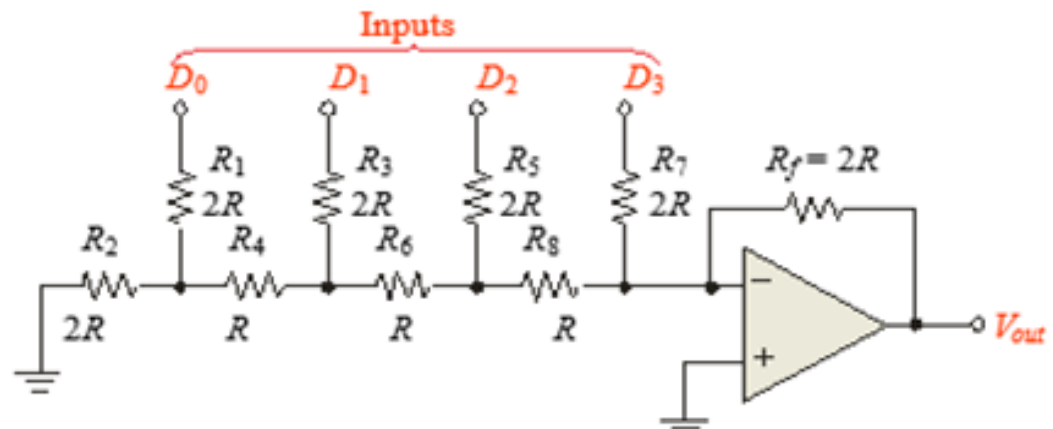 Inputs
D0 D1 D2 D3
R1 R3 R5 R7 Rf = 2R
2R 2R 2R 2R
R2 R4 R6 R8
2R R R R
−
+
Vout